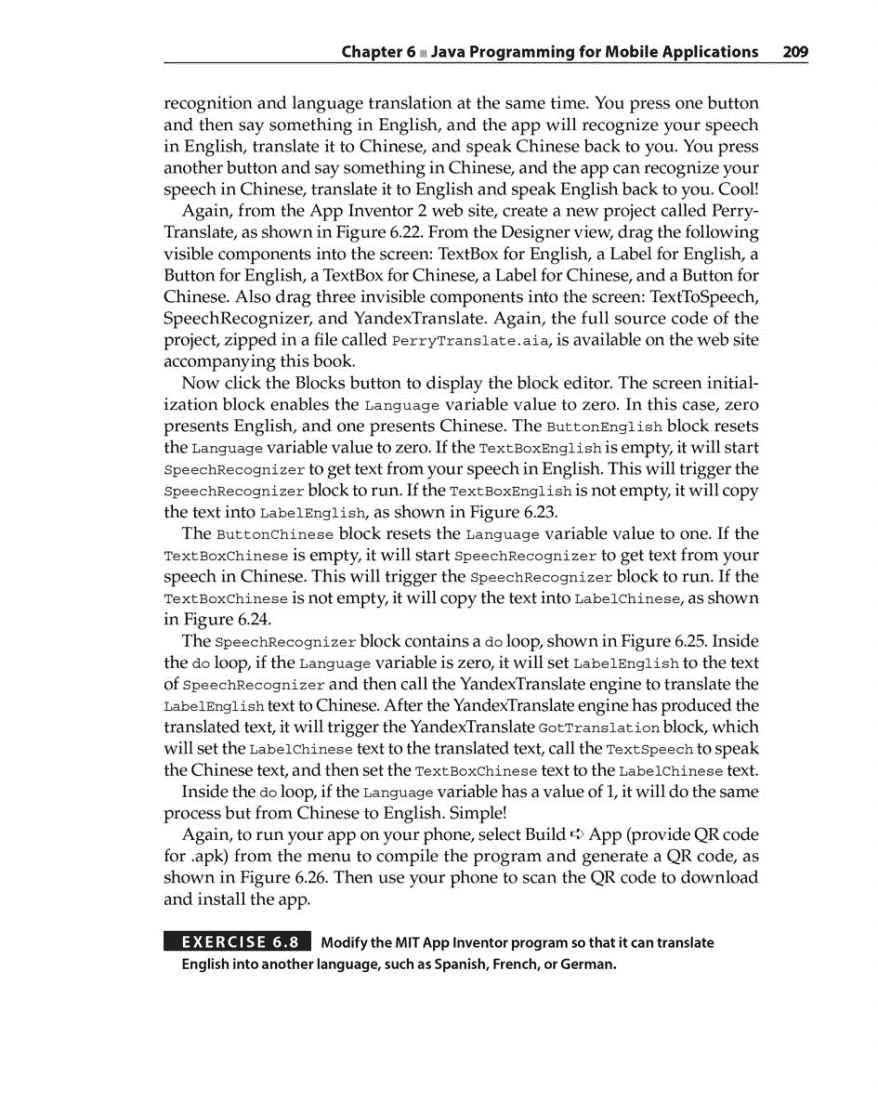 Chapter 6 ■ Java Programming for Mobile Applications 209
recognition and language translation at the same time. You press one button
and then say something in English, and the app will recognize your speech
in English, translate it to Chinese, and speak Chinese back to you. You press
another button and say something in Chinese, and the app can recognize your
speech in Chinese, translate it to English and speak English back to you. Cool!
Again, from the App Inventor 2 web site, create a new project called Perry-
Translate, as shown in Figure 6.22. From the Designer view, drag the following
visible components into the screen: TextBox for English, a Label for English, a
Button for English, a TextBox for Chinese, a Label for Chinese, and a Button for
Chinese. Also drag three invisible components into the screen: TextToSpeech,
SpeechRecognizer, and YandexTranslate. Again, the full source code of the
project, zipped in a file called PerryTranslate.aia, is available on the web site
accompanying this book.
Now click the Blocks button to display the block editor. The screen initial-
ization block enables the Language variable value to zero. In this case, zero
presents English, and one presents Chinese. The ButtonEnglish block resets
the Language variable value to zero. If the TextBoxEnglish is empty, it will start
SpeechRecognizer to get text from your speech in English. This will trigger the
SpeechRecognizer block to run. If the TextBoxEnglish is not empty, it will copy
the text into LabelEnglish, as shown in Figure 6.23.
The ButtonChinese block resets the Language variable value to one. If the
TextBoxChinese is empty, it will start SpeechRecognizer to get text from your
speech in Chinese. This will trigger the SpeechRecognizer block to run. If the
TextBoxChinese is not empty, it will copy the text into LabelChinese, as shown
in Figure 6.24.
The SpeechRecognizer block contains a do loop, shown in Figure 6.25. Inside
the do loop, if the Language variable is zero, it will set LabelEnglish to the text
of SpeechRecognizer and then call the YandexTranslate engine to translate the
LabelEnglish text to Chinese. After the YandexTranslate engine has produced the
translated text, it will trigger the YandexTranslate GotTranslation block, which
will set the LabelChinese text to the translated text, call the TextSpeech to speak
the Chinese text, and then set the TextBoxChinese text to the LabelChinese text.
Inside the do loop, if the Language variable has a value of 1, it will do the same
process but from Chinese to English. Simple!
Again, to run your app on your phone, select Build ➪ App (provide QR code
for .apk) from the menu to compile the program and generate a QR code, as
shown in Figure 6.26. Then use your phone to scan the QR code to download
and install the app.
EXERCISE 6.8 Modify the MIT App Inventor program so that it can translate
English into another language, such as Spanish, French, or German.